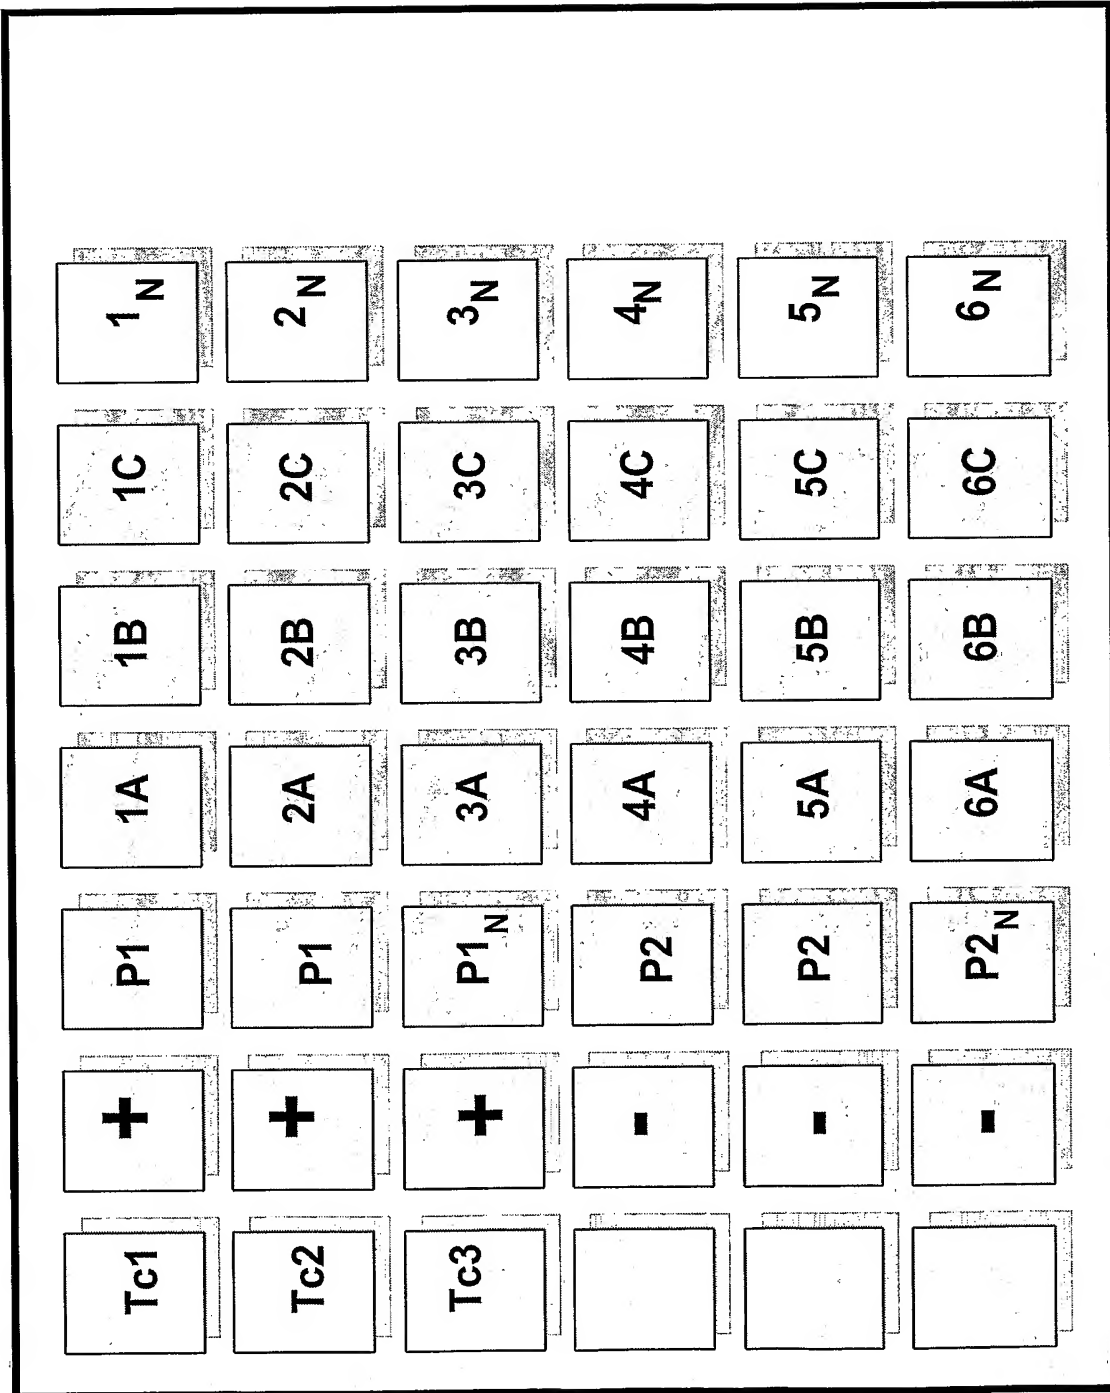 Tc1 + P1 1A 1B 1C 1N
Tc2 + P1 2A 2B 2C 2N
Tc3 + P1N 3A 3B 3C 3N
- P2 4A 4B 4C 4N
- P2 5A 5B 5C 5N
- P2N 6A 6B 6C 6N